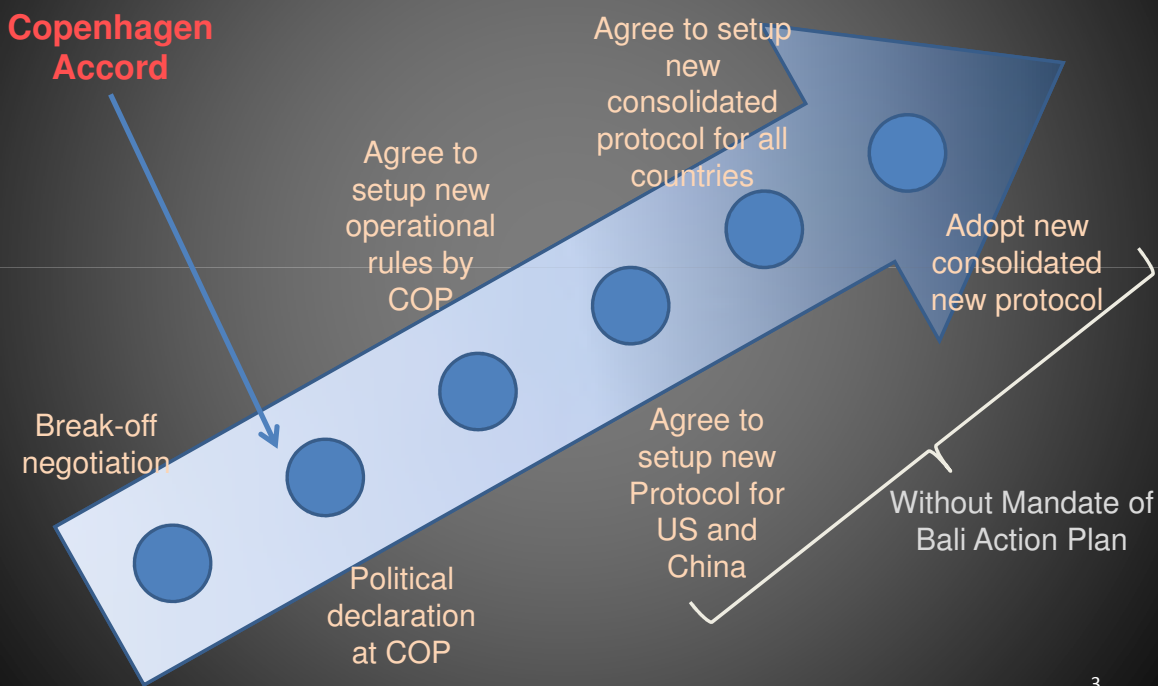 Copenhagen
Accord
Agree to setup
new
consolidated
protocol for all
countries
Agree to
setup new
operational
rules by
COP
Adopt new
consolidated
new protocol
Break-off
negotiation
Agree to
setup new
Protocol for
US and
China
Without Mandate of
Bali Action Plan
Political
declaration
at COP
3